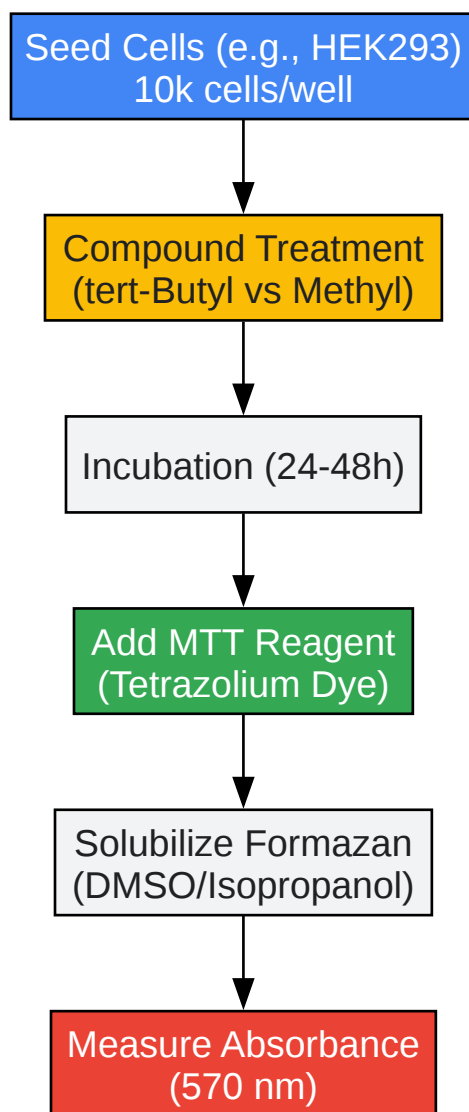 Seed Cells (e.g., HEK293)
10k cells/well
Compound Treatment
(tert-Butyl vs Methyl)
Incubation (24-48h)
Add MTT Reagent
(Tetrazolium Dye)
Solubilize Formazan
(DMSO/Isopropanol)
Measure Absorbance
(570 nm)